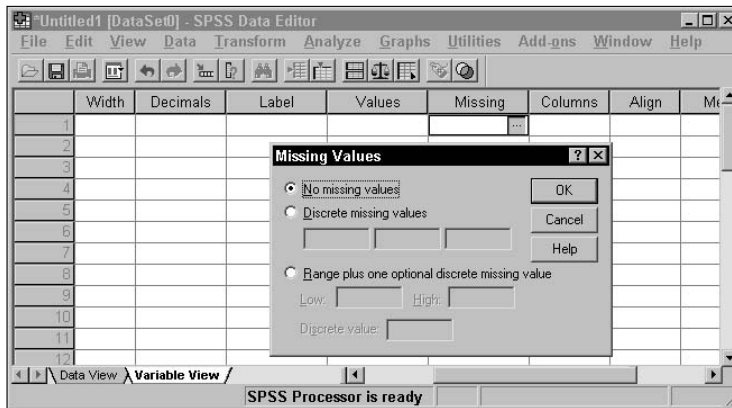 *Untitled1 [DataSet0] - SPSS Data Editor
File Edit View Data Transform Analyze Graphs Utilities Add-ons Window Help
Width Decimals Label Values Missing Columns Align Me
1
2
3
4
5
6
7
8
9
10
11
12
Missing Values
No missing values
OK
Discrete missing values
Cancel
Help
Range plus one optional discrete missing value
Low: High:
Discrete value:
Data View Variable View
SPSS Processor is ready